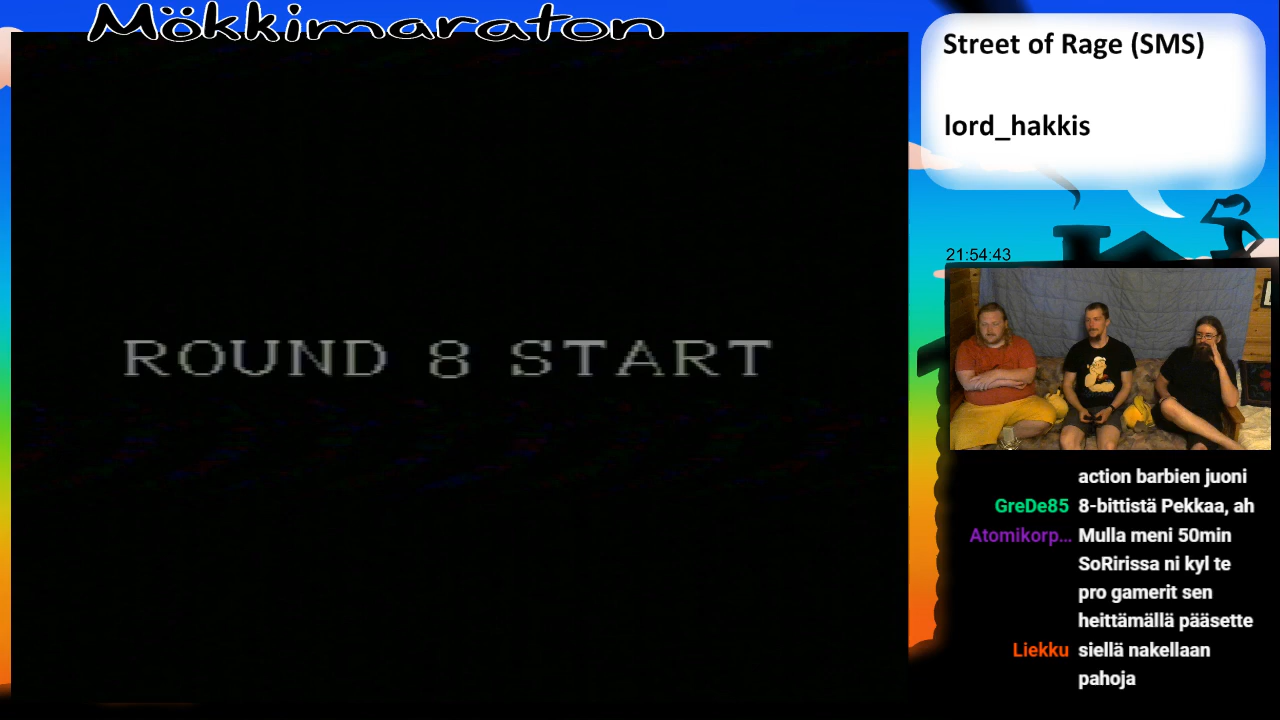 Mökkimaraton
Street of Rage (SMS)
lord_hakkis
21:54:43
ROUND 8 START
action barbien juoni
GreDe85 8-bittistä Pekkaa, ah
Atomikorp... Mulla meni 50min
SoRirissa ni kyl te
pro gamerit sen
heittämällä pääsette
Liekku siellä nakellaan
pahoja